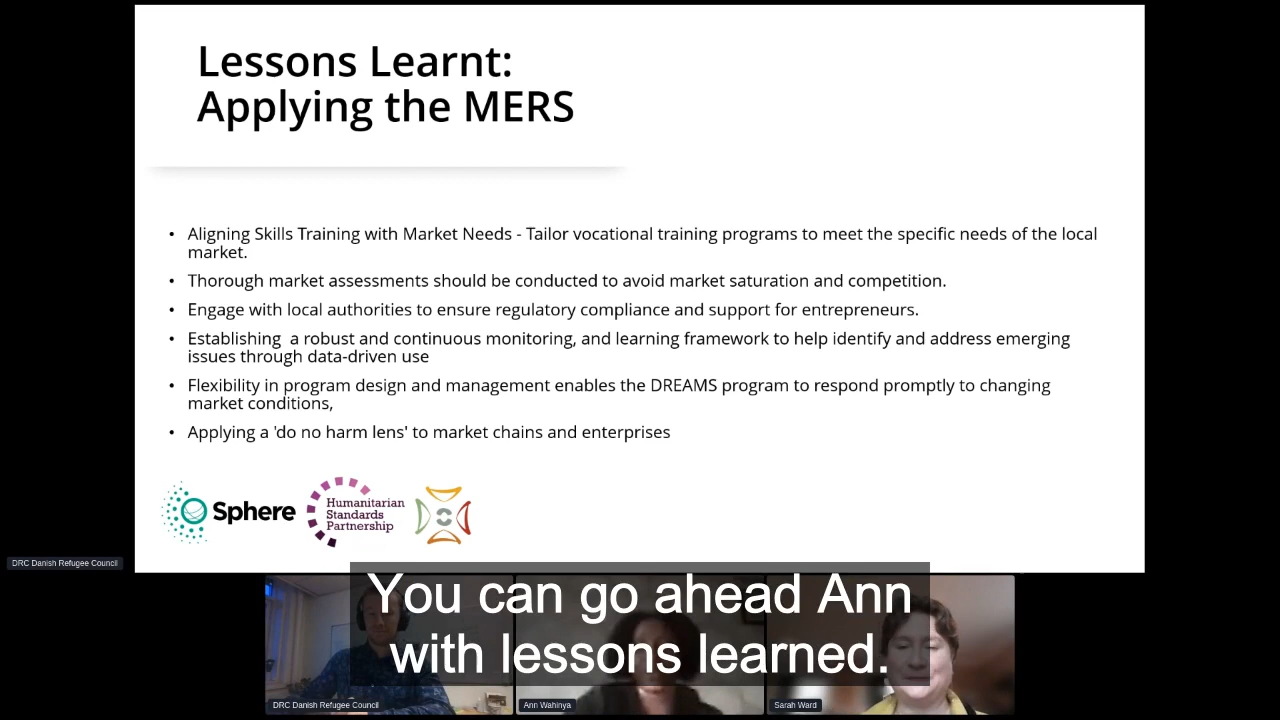 Lessons Learnt:
Applying the MERS
• Aligning Skills Training with Market Needs - Tailor vocational training programs to meet the specific needs of the local
market.
• Thorough market assessments should be conducted to avoid market saturation and competition.
• Engage with local authorities to ensure regulatory compliance and support for entrepreneurs.
• Establishing  a robust and continuous monitoring, and learning framework to help identify and address emerging
issues through data-driven use
• Flexibility in program design and management enables the DREAMS program to respond promptly to changing
market conditions,
• Applying a 'do no harm lens' to market chains and enterprises
Sphere
Humanitarian
Standards
Partnership
DRC Danish Refugee Council
You can go ahead Ann
with lessons learned.
DRC Danish Refugee Council
Ann Wahinya
Sarah Ward